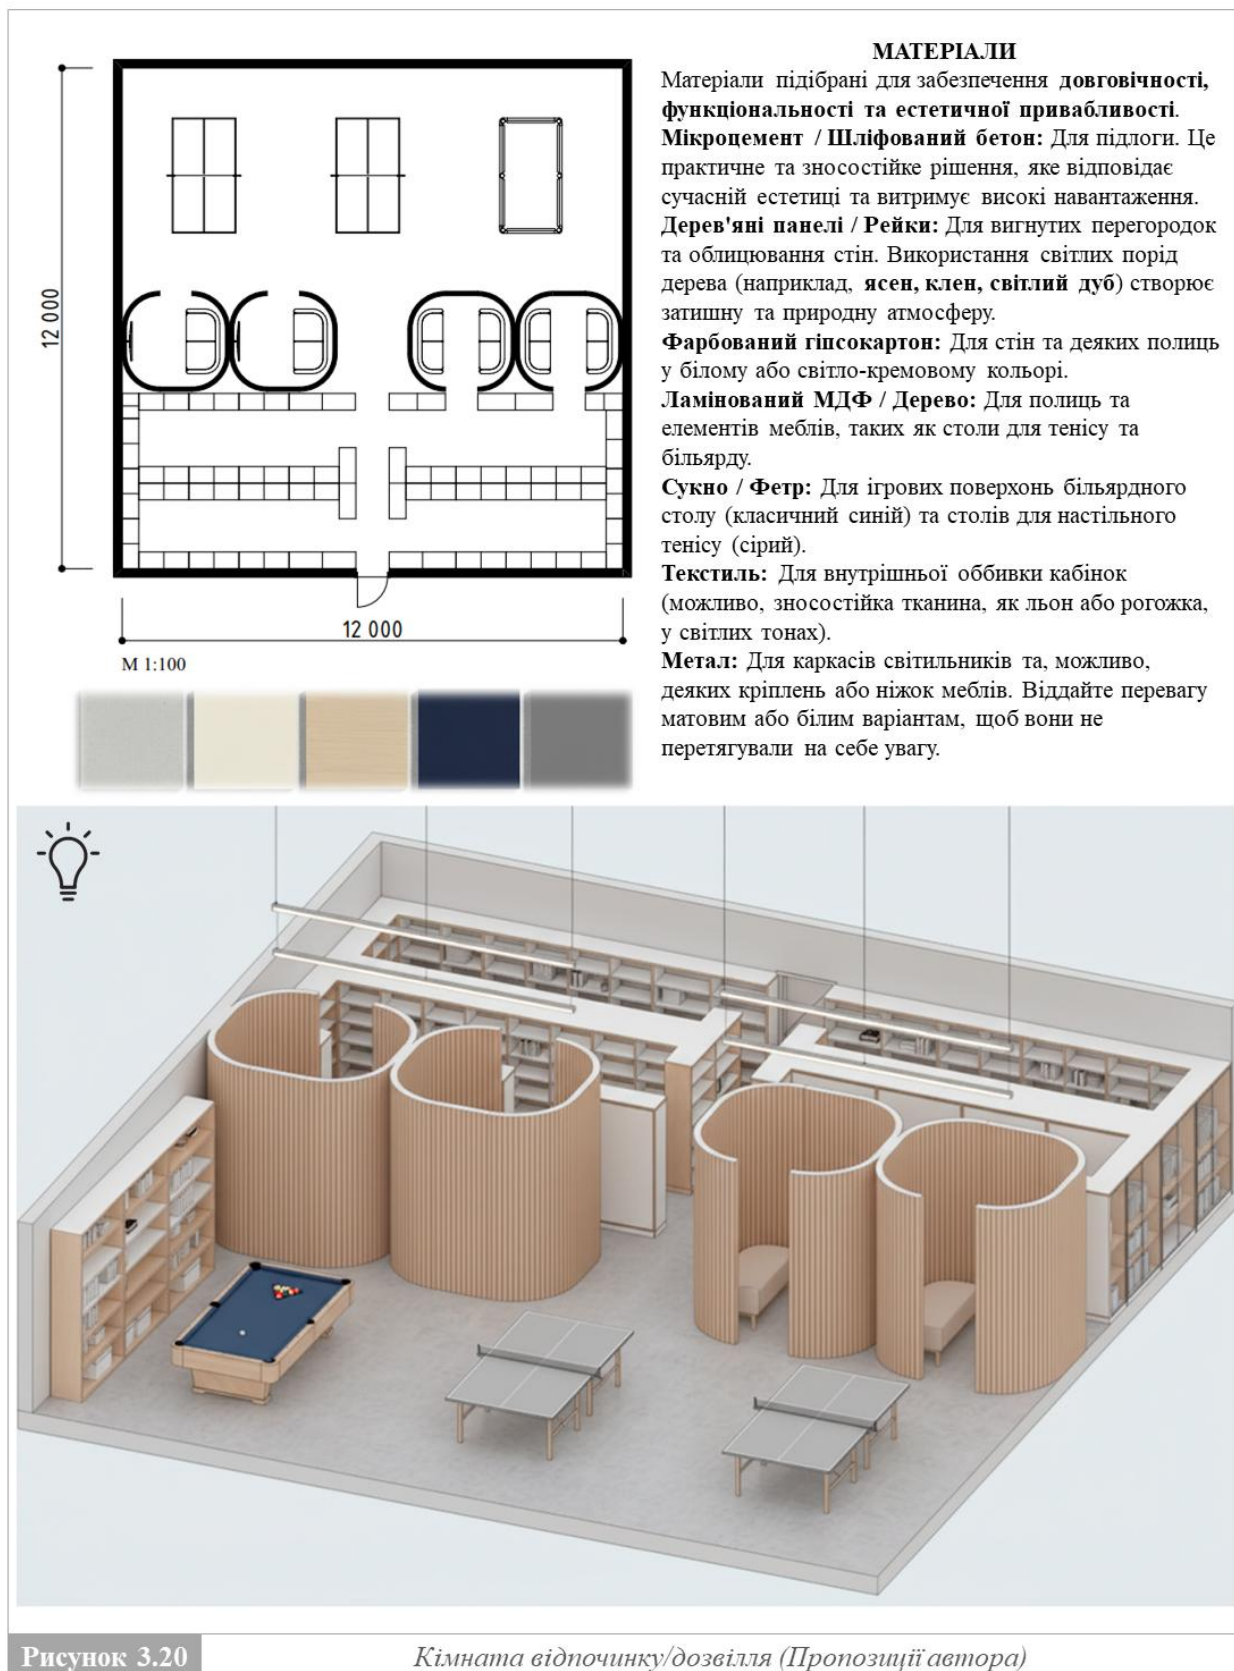 МАТЕРІАЛИ
Матеріали підібрані для забезпечення довговічності,
функціональності та естетичної привабливості.
Мікроцемент / Шліфований бетон: Для підлоги. Це
практичне та зносостійке рішення, яке відповідає
сучасній естетиці та витримує високі навантаження.
Дерев'яні панелі / Рейки: Для вигнутих перегородок
та облицювання стін. Використання світлих порід
дерева (наприклад, ясен, клен, світлий дуб) створює
затишну та природну атмосферу.
Фарбований гіпсокартон: Для стін та деяких полиць
у білому або світло-кремовому кольорі.
Ламінований МДФ / Дерево: Для полиць та
елементів меблів, таких як столи для тенісу та
більярду.
Сукно / Фетр: Для ігрових поверхонь більярдного
столу (класичний синій) та столів для настільного
тенісу (сірий).
Текстиль: Для внутрішньої оббивки кабінок
(можливо, зносостійка тканина, як льон або рогожка,
у світлих тонах).
Метал: Для каркасів світильників та, можливо,
деяких кріплень або ніжок меблів. Віддайте перевагу
матовим або білим варіантам, щоб вони не
перетягували на себе увагу.
12 000
12 000
М 1:100
Рисунок 3.20
Кімната відпочинку/дозвілля (Пропозиції автора)